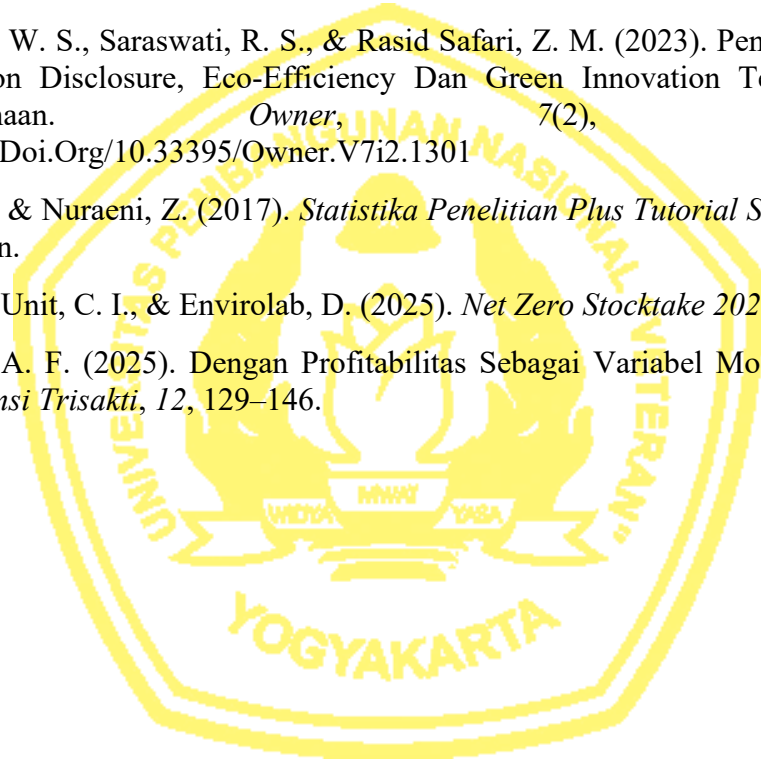 W. S., Saraswati, R. S., & Rasid Safari, Z. M. (2023). Pen
on Disclosure, Eco-Efficiency Dan Green Innovation Te
naan. Owner, 7(2),
Doi.Org/10.33395/Owner.V7i2.1301
& Nuraeni, Z. (2017). Statistika Penelitian Plus Tutorial S
n.
Unit, C. I., & Envirolab, D. (2025). Net Zero Stocktake 202
A. F. (2025). Dengan Profitabilitas Sebagai Variabel Mo
nsi Trisakti, 12, 129–146.
UNIVERSITAS PEMBANGUNAN NASIONAL "VETERAN"
WIDYA MWAT YASA
YOGYAKARTA